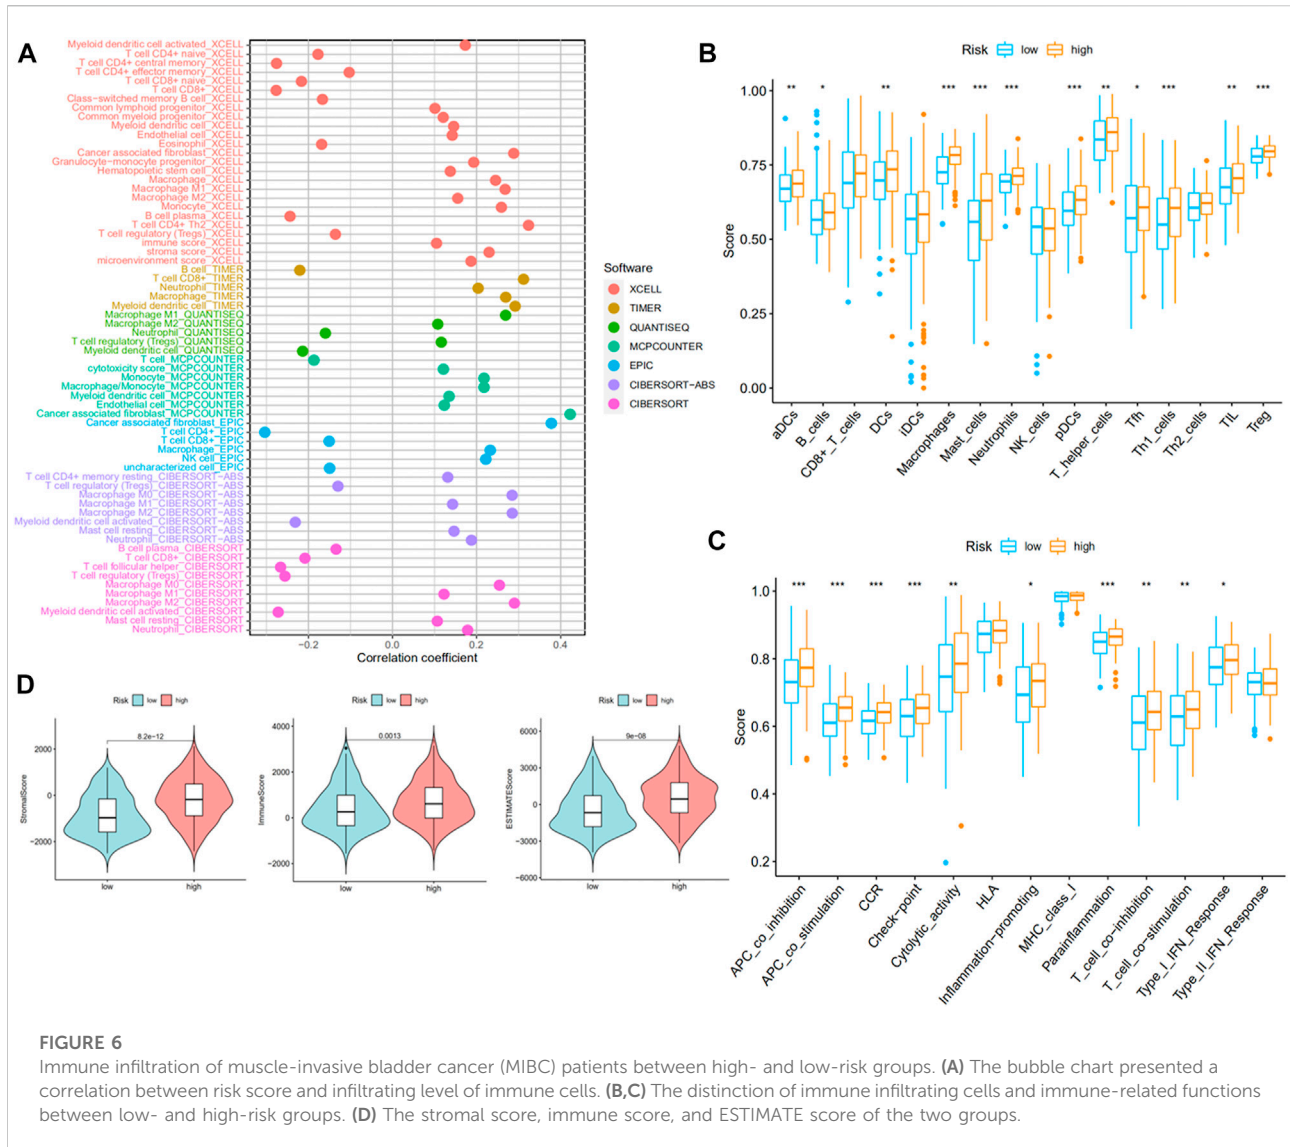 A
Myeloid dendritic cell activated_XCELL
T cell CD4+ naive_XCELL
T cell CD4+ central memory_XCELL
T cell CD4+ effector memory_XCELL
T cell CD8+ naive_XCELL
T cell CD8+_XCELL
Class-switched memory B cell_XCELL
Common lymphoid progenitor_XCELL
Common myeloid progenitor_XCELL
Myeloid dendritic cell_XCELL
Endothelial cell_XCELL
Eosinophil_XCELL
Cancer associated fibroblast_XCELL
Granulocyte-monocyte progenitor_XCELL
Hematopoietic stem cell_XCELL
Macrophage_XCELL
Macrophage M1_XCELL
Macrophage M2_XCELL
Monocyte_XCELL
B cell plasma_XCELL
T cell CD4+ Th2_XCELL
T cell regulatory (Tregs)_XCELL
immune score_XCELL
stroma score_XCELL
microenvironment score_XCELL
B cell_TIMER
T cell CD8+_TIMER
Neutrophil_TIMER
Macrophage_TIMER
Myeloid dendritic cell_TIMER
Macrophage M1_QUANTISEQ
Macrophage M2_QUANTISEQ
Neutrophil_QUANTISEQ
T cell regulatory (Tregs)_QUANTISEQ
Myeloid dendritic cell_QUANTISEQ
T cell_MCPCOUNTER
cytotoxicity score_MCPCOUNTER
Monocyte_MCPCOUNTER
Macrophage/Monocyte_MCPCOUNTER
Myeloid dendritic cell_MCPCOUNTER
Endothelial cell_MCPCOUNTER
Cancer associated fibroblast_MCPCOUNTER
Cancer associated fibroblast_EPIC
T cell CD4+_EPIC
T cell CD8+_EPIC
Macrophage_EPIC
NK cell_EPIC
uncharacterized cell_EPIC
T cell CD4+ memory resting_CIBERSORT-ABS
T cell regulatory (Tregs)_CIBERSORT-ABS
Macrophage M0_CIBERSORT-ABS
Macrophage M1_CIBERSORT-ABS
Macrophage M2_CIBERSORT-ABS
Myeloid dendritic cell activated_CIBERSORT-ABS
Mast cell resting_CIBERSORT-ABS
Neutrophil_CIBERSORT-ABS
B cell plasma_CIBERSORT
T cell CD8+_CIBERSORT
T cell follicular helper_CIBERSORT
T cell regulatory (Tregs)_CIBERSORT
Macrophage M0_CIBERSORT
Macrophage M1_CIBERSORT
Macrophage M2_CIBERSORT
Myeloid dendritic cell activated_CIBERSORT
Mast cell resting_CIBERSORT
Neutrophil_CIBERSORT
−0.2 0.0 0.2 0.4
Correlation coefficient
Software
XCELL
TIMER
QUANTISEQ
MCPCOUNTER
EPIC
CIBERSORT-ABS
CIBERSORT
B
Risk low high
** * ** *** *** *** *** ** * *** ** ***
1.00
0.75
0.50
0.25
0.00
Score
aDCs
B_cells
CD8+_T_cells
DCs
iDCs
Macrophages
Mast_cells
Neutrophils
NK_cells
pDCs
T_helper_cells
Tfh
Th1_cells
Th2_cells
TIL
Treg
C
Risk low high
*** *** *** *** ** * *** ** ** *
1.0
0.8
0.6
0.4
0.2
Score
APC_co_inhibition
APC_co_stimulation
CCR
Check-point
Cytolytic_activity
HLA
Inflammation-promoting
MHC_class_I
Parainflammation
T_cell_co-inhibition
T_cell_co-stimulation
Type_I_IFN_Response
Type_II_IFN_Response
D
Risk low high
8.2e-12
2000
0
−2000
StromalScore
low high
Risk low high
0.0013
4000
2000
0
−2000
ImmuneScore
low high
Risk low high
9e-08
6000
3000
0
−3000
−6000
ESTIMATEScore
low high
FIGURE 6
Immune infiltration of muscle-invasive bladder cancer (MIBC) patients between high- and low-risk groups. (A) The bubble chart presented a
correlation between risk score and infiltrating level of immune cells. (B,C) The distinction of immune infiltrating cells and immune-related functions
between low- and high-risk groups. (D) The stromal score, immune score, and ESTIMATE score of the two groups.